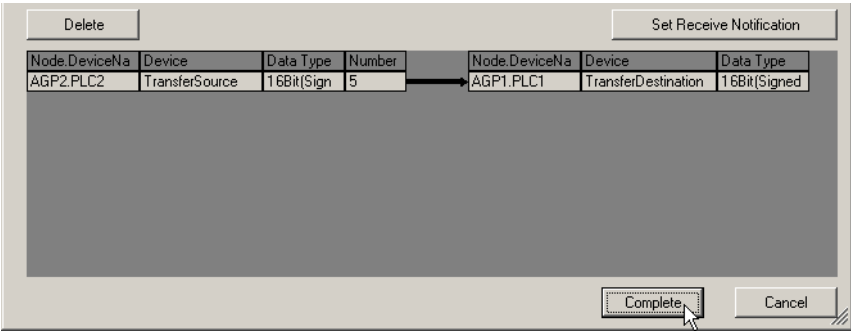 Delete Set Receive Notification
Node.DeviceNa Device Data Type Number Node.DeviceNa Device Data Type
AGP2.PLC2 TransferSource 16Bit(Sign 5 AGP1.PLC1 TransferDestination 16Bit(Signed
Complete Cancel